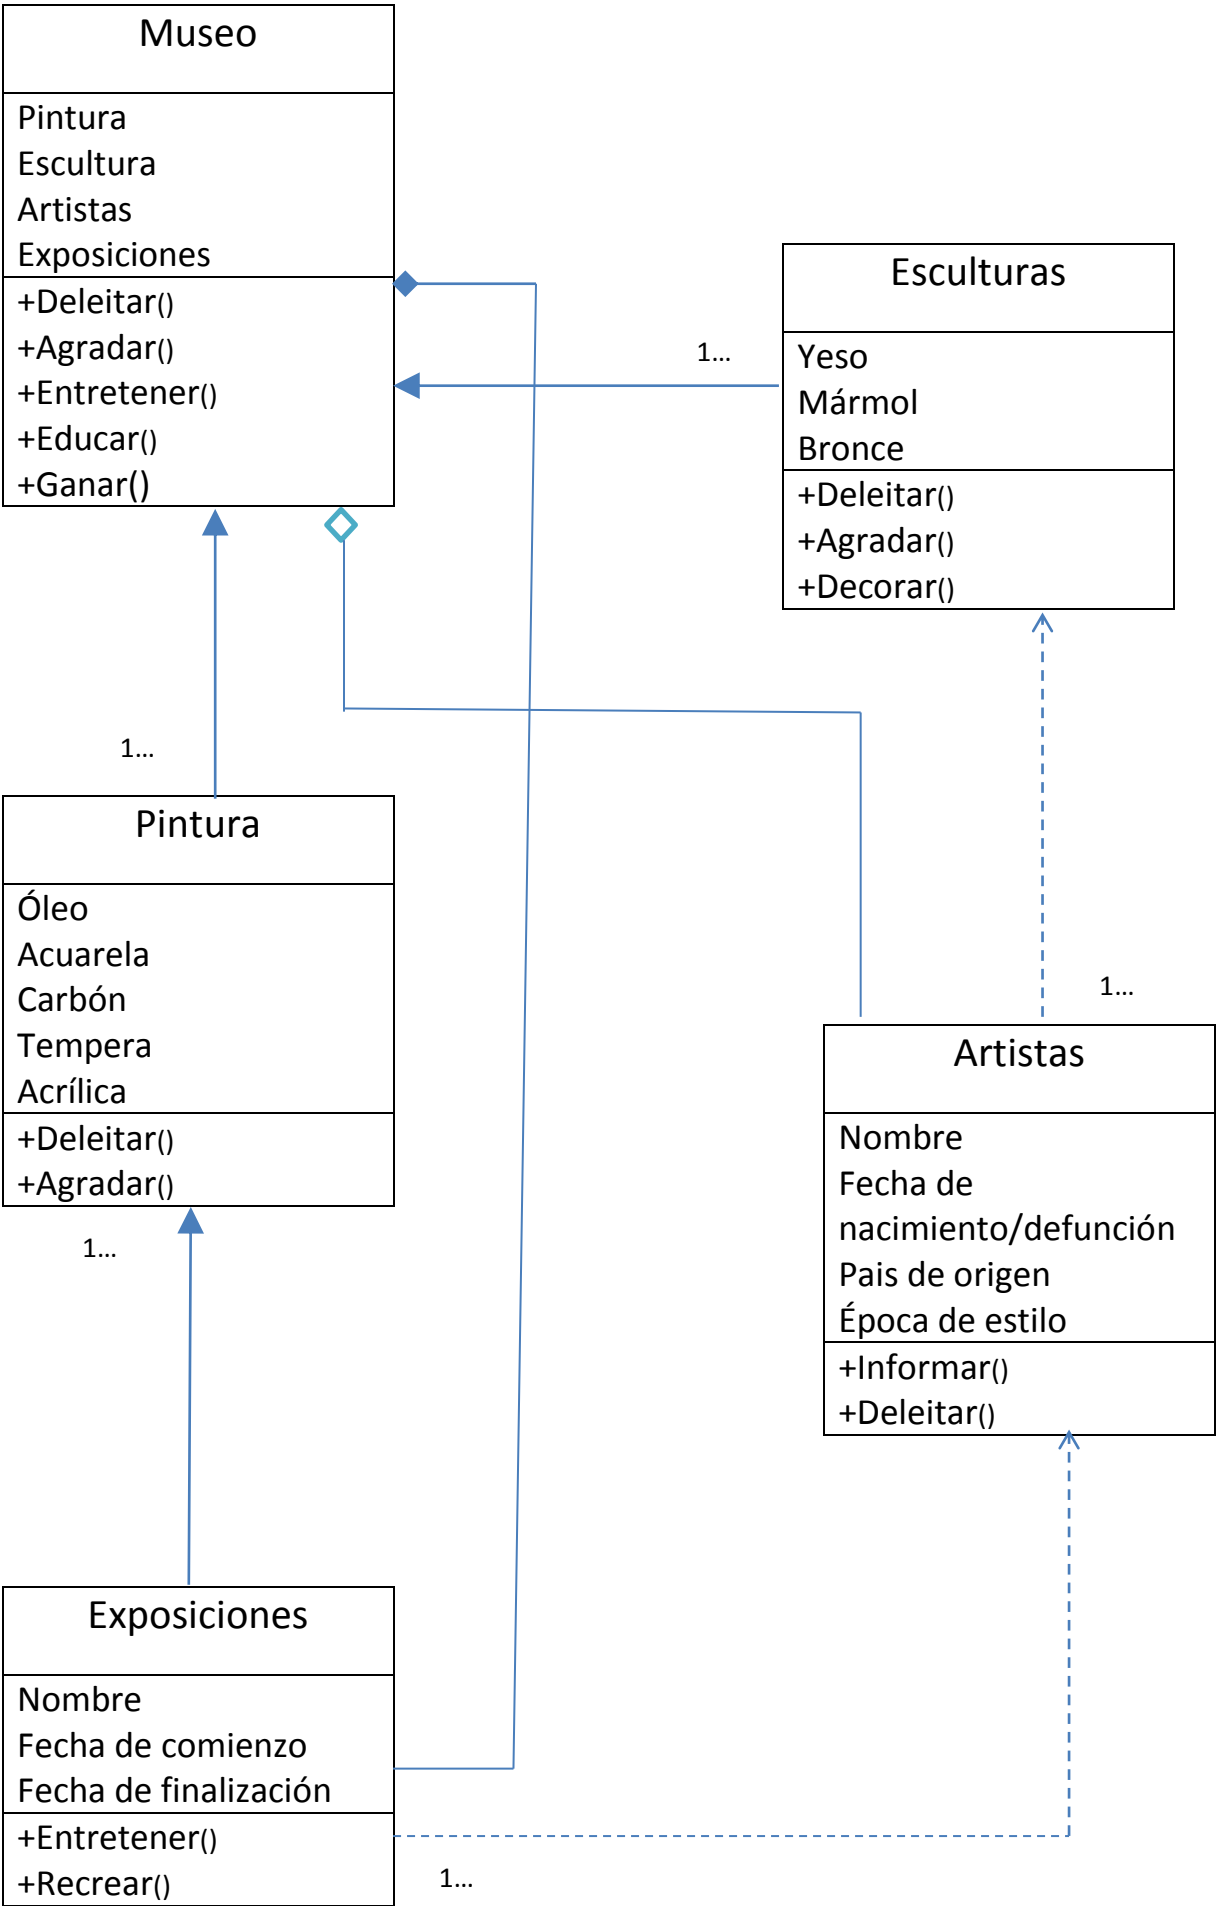 Museo
Pintura
Escultura
Artistas
Exposiciones
+Deleitar()
+Agradar()
+Entretener()
+Educar()
+Ganar()
1...
Esculturas
Yeso
Mármol
Bronce
+Deleitar()
+Agradar()
+Decorar()
1...
Pintura
Óleo
Acuarela
Carbón
Tempera
Acrílica
+Deleitar()
+Agradar()
1...
1...
Artistas
Nombre
Fecha de
nacimiento/defunción
Pais de origen
Época de estilo
+Informar()
+Deleitar()
Exposiciones
Nombre
Fecha de comienzo
Fecha de finalización
+Entretener()
+Recrear()
1...